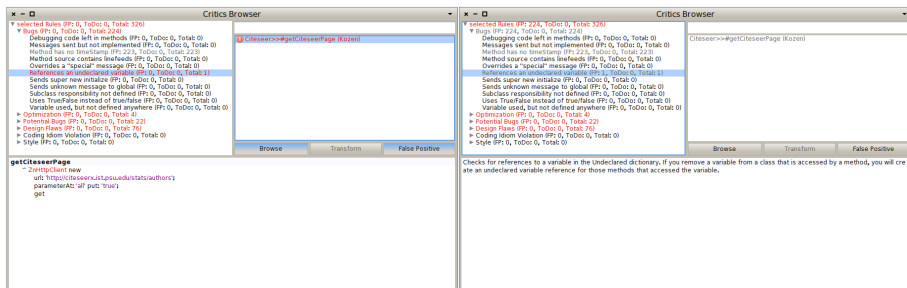 Critics Browser
selected Rules (FP: 0, ToDo: 0, Total: 326)
Bugs (FP: 0, ToDo: 0, Total: 224)
Debugging code left in methods (FP: 0, ToDo: 0, Total: 0)
Messages sent but not implemented (FP: 0, ToDo: 0, Total: 0)
Method has no timeStamp (FP: 223, ToDo: 0, Total: 223)
Method source contains linefeeds (FP: 0, ToDo: 0, Total: 0)
Overrides a "special" message (FP: 0, ToDo: 0, Total: 0)
References an undeclared variable (FP: 0, ToDo: 0, Total: 1)
Sends super new initialize (FP: 0, ToDo: 0, Total: 0)
Sends unknown message to global (FP: 0, ToDo: 0, Total: 0)
Subclass responsibility not defined (FP: 0, ToDo: 0, Total: 0)
Uses True/False instead of true/false (FP: 0, ToDo: 0, Total: 0)
Variable used, but not defined anywhere (FP: 0, ToDo: 0, Total: 0)
Optimization (FP: 0, ToDo: 0, Total: 4)
Potential Bugs (FP: 0, ToDo: 0, Total: 22)
Design Flaws (FP: 0, ToDo: 0, Total: 76)
Coding Idiom Violation (FP: 0, ToDo: 0, Total: 0)
Style (FP: 0, ToDo: 0, Total: 0)
Citeseer>>#getCiteseerPage (Kozen)
Browse Transform False Positive
getCiteseerPage
^ ZnHttpClient new
url: 'http://citeseerx.ist.psu.edu/stats/authors';
parameterAt: 'all' put: 'true';
get
Critics Browser
selected Rules (FP: 224, ToDo: 0, Total: 326)
Bugs (FP: 224, ToDo: 0, Total: 224)
Debugging code left in methods (FP: 0, ToDo: 0, Total: 0)
Messages sent but not implemented (FP: 0, ToDo: 0, Total: 0)
Method has no timeStamp (FP: 223, ToDo: 0, Total: 223)
Method source contains linefeeds (FP: 0, ToDo: 0, Total: 0)
Overrides a "special" message (FP: 0, ToDo: 0, Total: 0)
References an undeclared variable (FP: 1, ToDo: 0, Total: 1)
Sends super new initialize (FP: 0, ToDo: 0, Total: 0)
Sends unknown message to global (FP: 0, ToDo: 0, Total: 0)
Subclass responsibility not defined (FP: 0, ToDo: 0, Total: 0)
Uses True/False instead of true/false (FP: 0, ToDo: 0, Total: 0)
Variable used, but not defined anywhere (FP: 0, ToDo: 0, Total: 0)
Optimization (FP: 0, ToDo: 0, Total: 4)
Potential Bugs (FP: 0, ToDo: 0, Total: 22)
Design Flaws (FP: 0, ToDo: 0, Total: 76)
Coding Idiom Violation (FP: 0, ToDo: 0, Total: 0)
Style (FP: 0, ToDo: 0, Total: 0)
Citeseer>>#getCiteseerPage (Kozen)
Browse Transform False Positive
Checks for references to a variable in the Undeclared dictionary. If you remove a variable from a class that is accessed by a method, you will cre
ate an undeclared variable reference for those methods that accessed the variable.